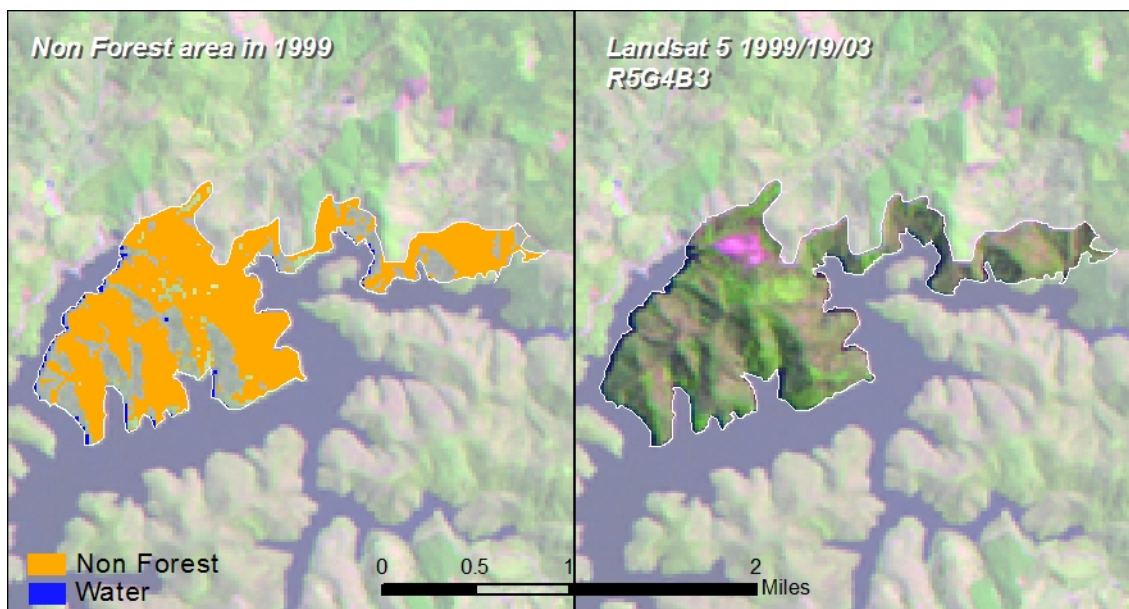 Non Forest area in 1999
Landsat 5 1999/19/03
R5G4B3
Non Forest
Water
0 0.5 1 2
Miles